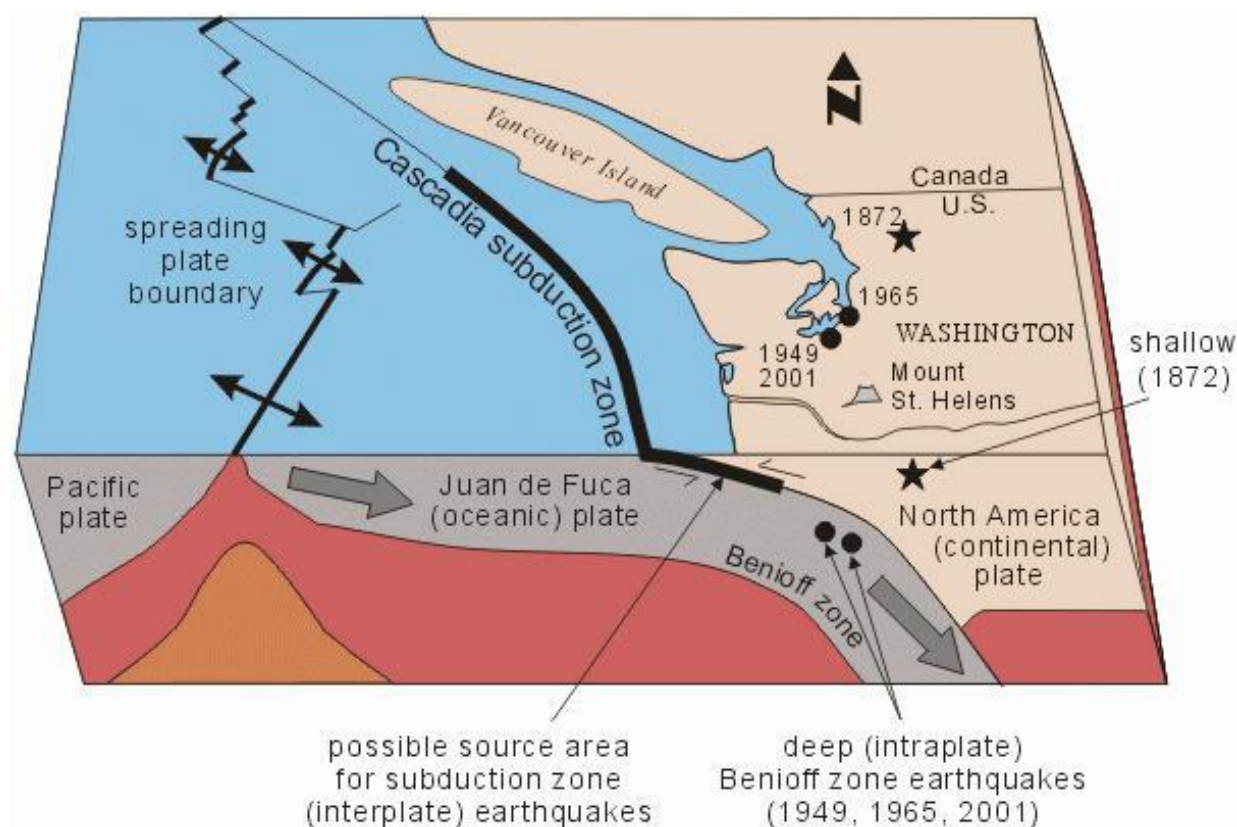 N
Vancouver Island
Canada
U.S.
1872
Cascadia subduction zone
spreading
plate
boundary
1965
WASHINGTON
1949
2001
Mount
St. Helens
shallow
(1872)
Pacific
plate
Juan de Fuca
(oceanic) plate
North America
(continental)
plate
Benioff zone
possible source area
for subduction zone
(interplate) earthquakes
deep (intraplate)
Benioff zone earthquakes
(1949, 1965, 2001)